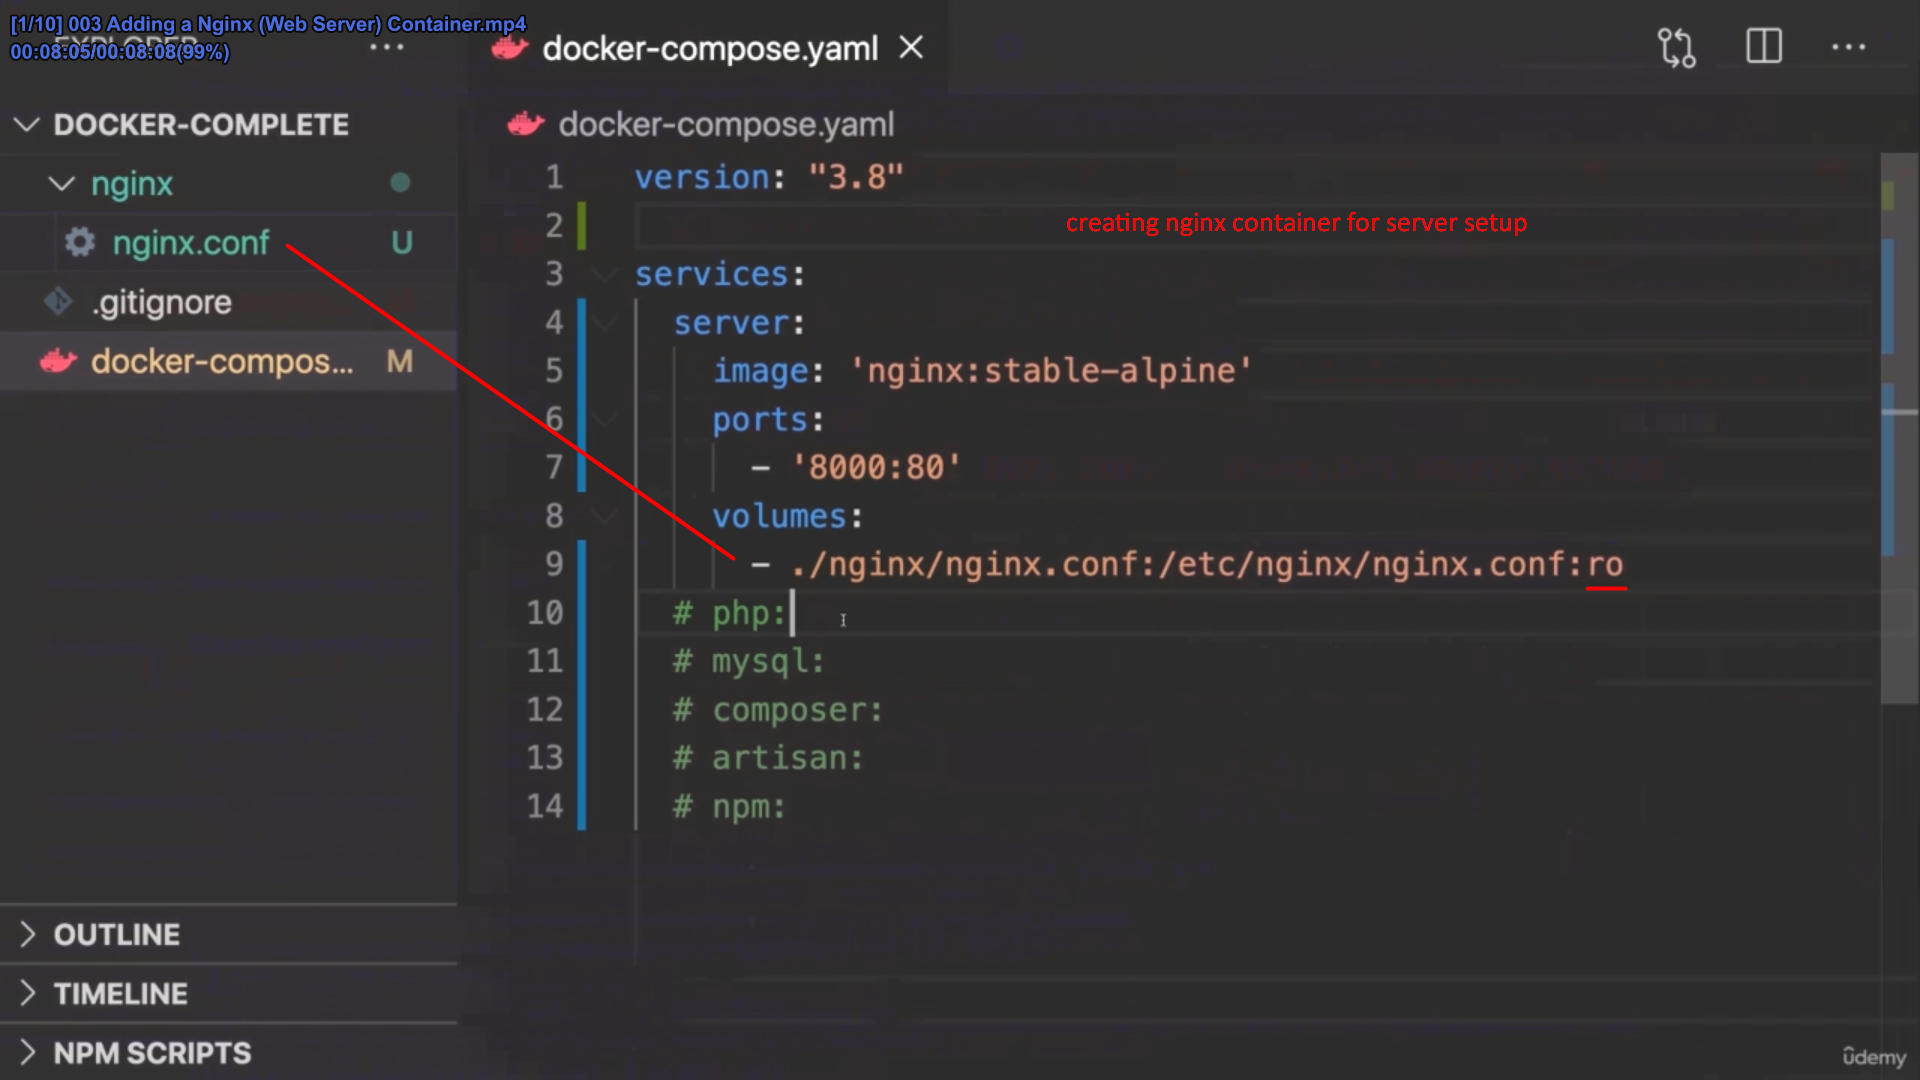 [1/10] 003 Adding a Nginx (Web Server) Container.mp4
00:08:05/00:08:08(99%)
EXPLORER
docker-compose.yaml
DOCKER-COMPLETE
nginx
nginx.conf U
.gitignore
docker-compos... M
OUTLINE
TIMELINE
NPM SCRIPTS
docker-compose.yaml
1 version: "3.8"
2
creating nginx container for server setup
3 services:
4 server:
5 image: 'nginx:stable-alpine'
6 ports:
7 - '8000:80'
8 volumes:
9 - ./nginx/nginx.conf:/etc/nginx/nginx.conf:ro
10 # php:
11 # mysql:
12 # composer:
13 # artisan:
14 # npm:
ûdemy